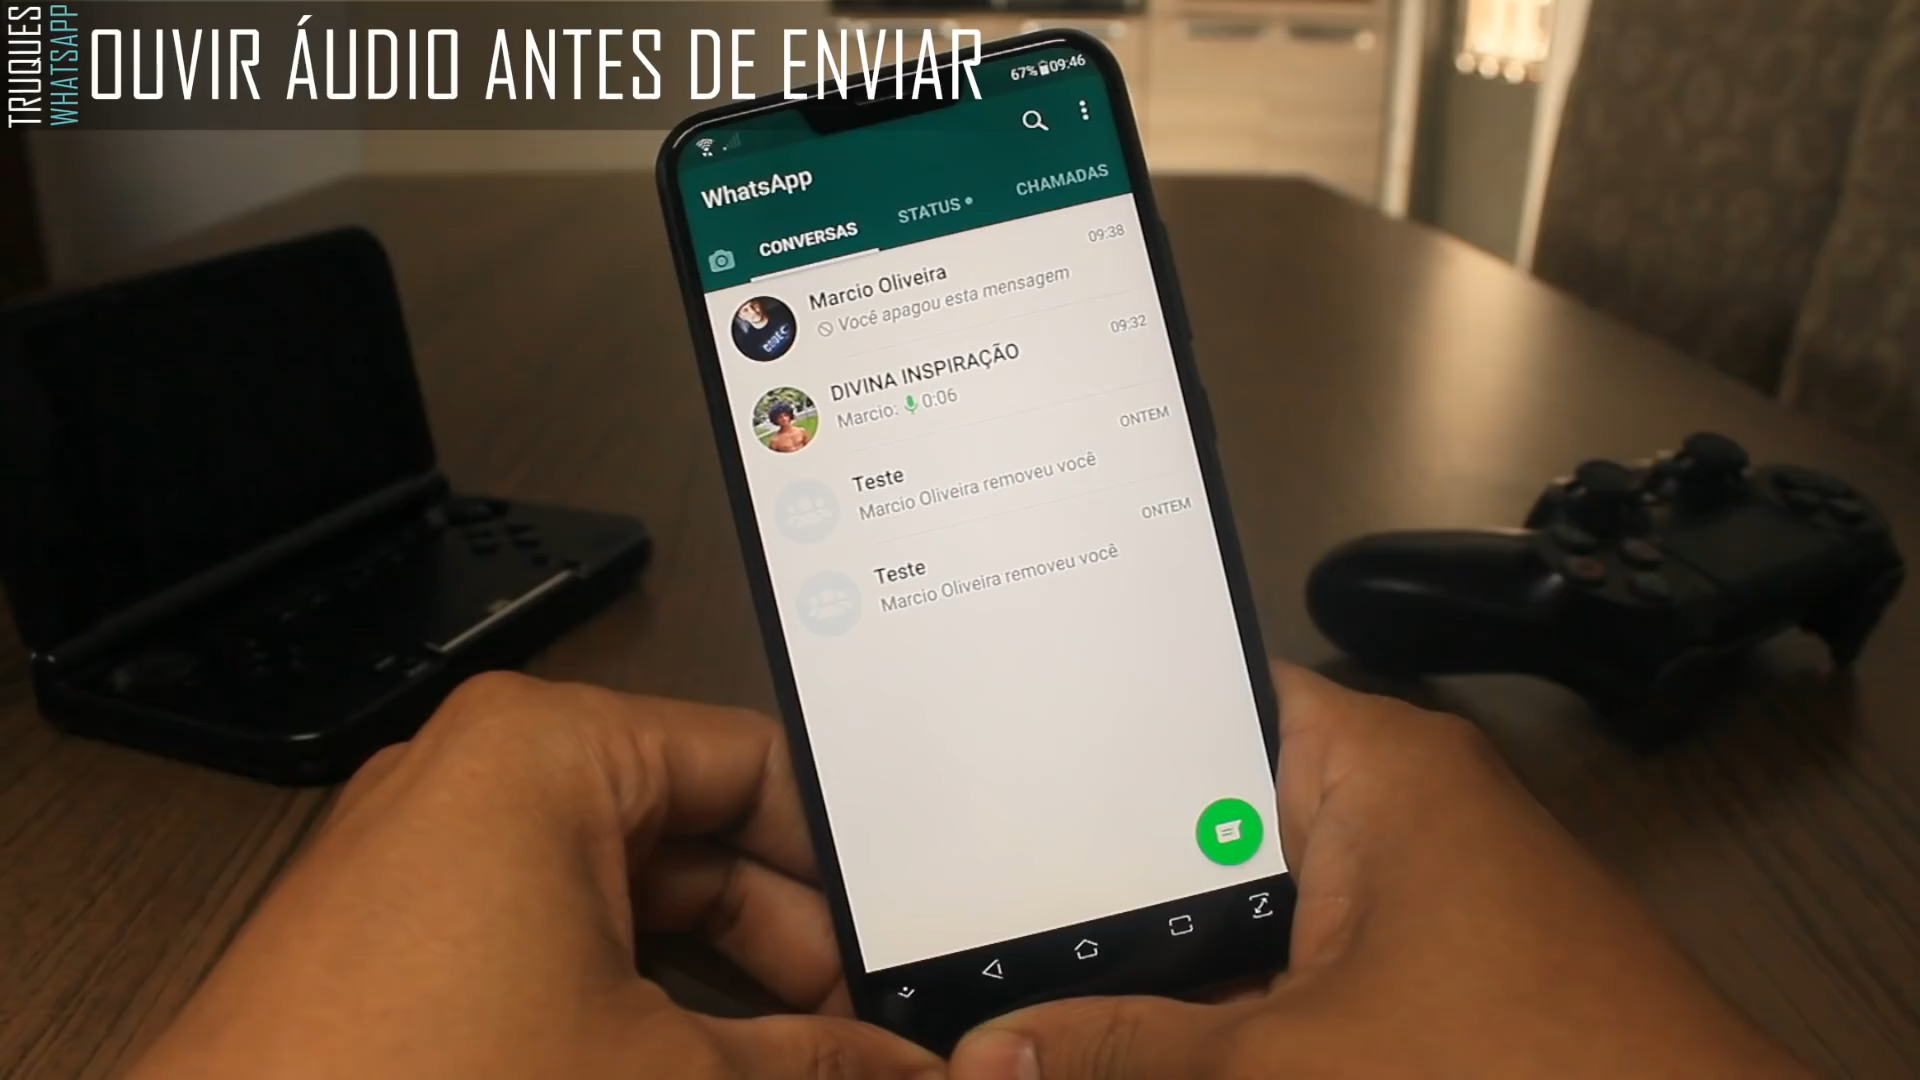 TRUQUES
WHATSAPP
OUVIR ÁUDIO ANTES DE ENVIAR
67% 09:46
WhatsApp
CONVERSAS
STATUS
CHAMADAS
Marcio Oliveira
09:38
Você apagou esta mensagem
DIVINA INSPIRAÇÃO
09:32
Marcio: 0:06
Teste
ONTEM
Marcio Oliveira removeu você
Teste
ONTEM
Marcio Oliveira removeu você